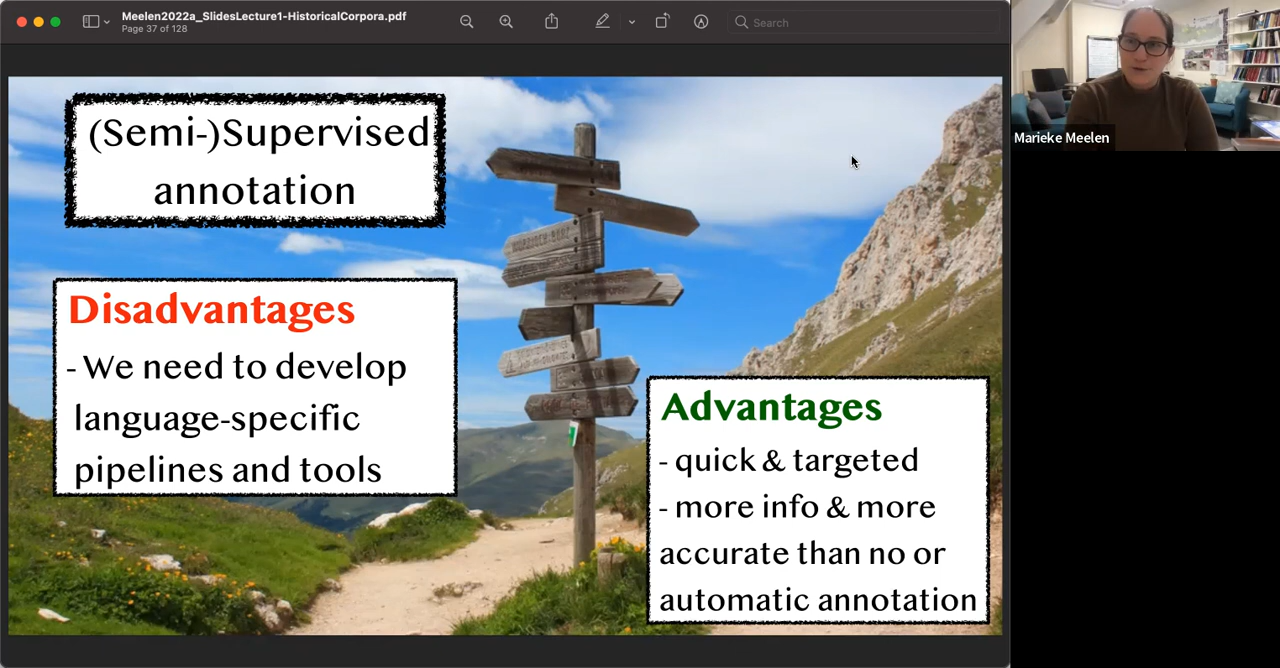 Meelen2022a_SlidesLecture1-HistoricalCorpora.pdf
Page 37 of 128
Search
Marieke Meelen
(Semi-)Supervised
annotation
Disadvantages
- We need to develop
language-specific
pipelines and tools
Advantages
- quick & targeted
- more info & more
accurate than no or
automatic annotation